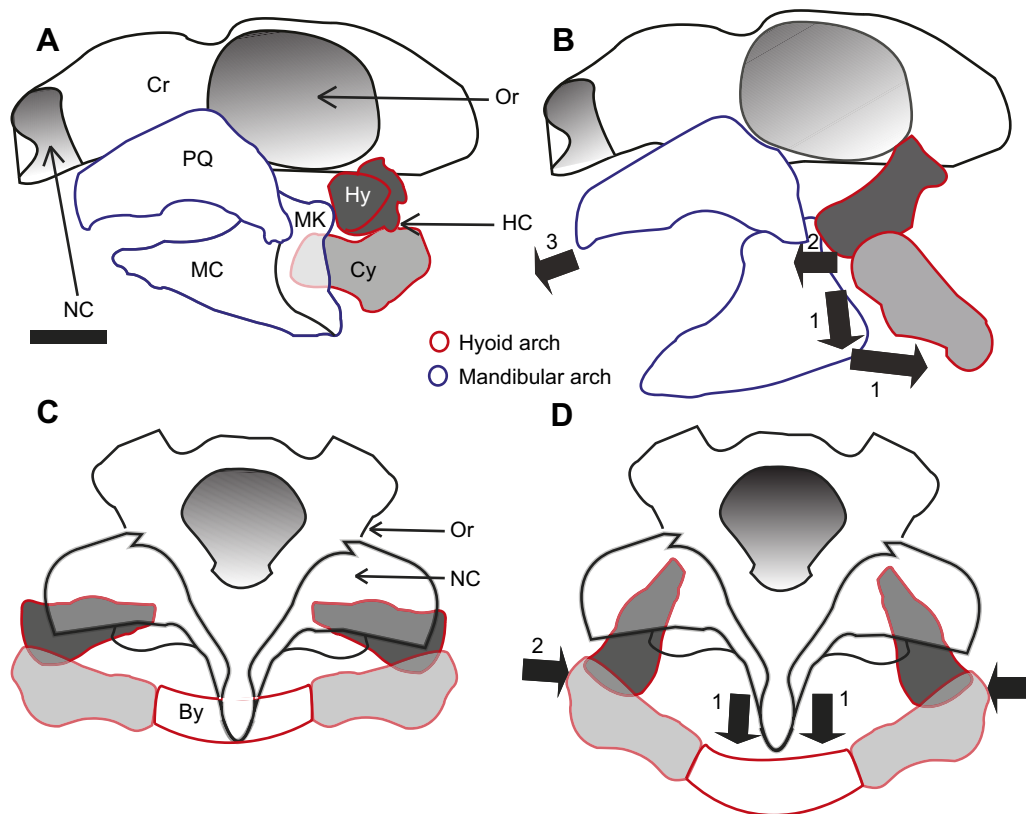 A
B
Cr
Or
PQ
Hy
MK
HC
MC
Cy
NC
3
2
1
1
Hyoid arch
Mandibular arch
C
D
Or
NC
By
2
1
1